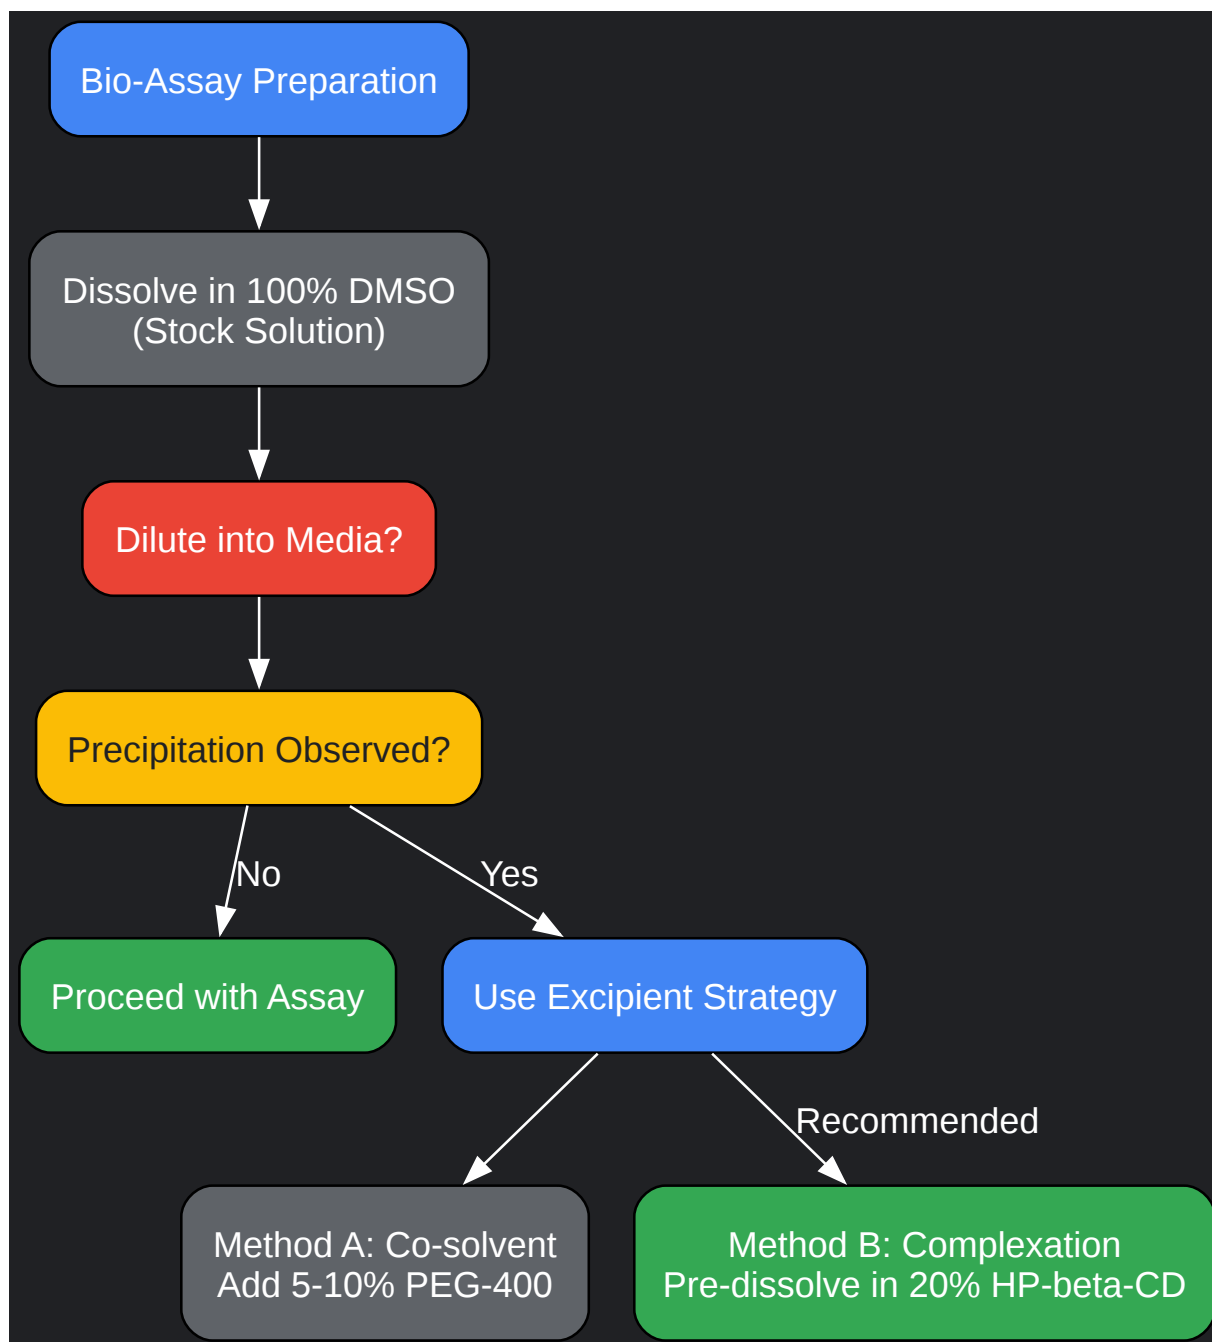 Bio-Assay Preparation
Dissolve in 100% DMSO
(Stock Solution)
Dilute into Media?
Precipitation Observed?
No
Yes
Proceed with Assay
Use Excipient Strategy
Recommended
Method A: Co-solvent
Add 5-10% PEG-400
Method B: Complexation
Pre-dissolve in 20% HP-beta-CD